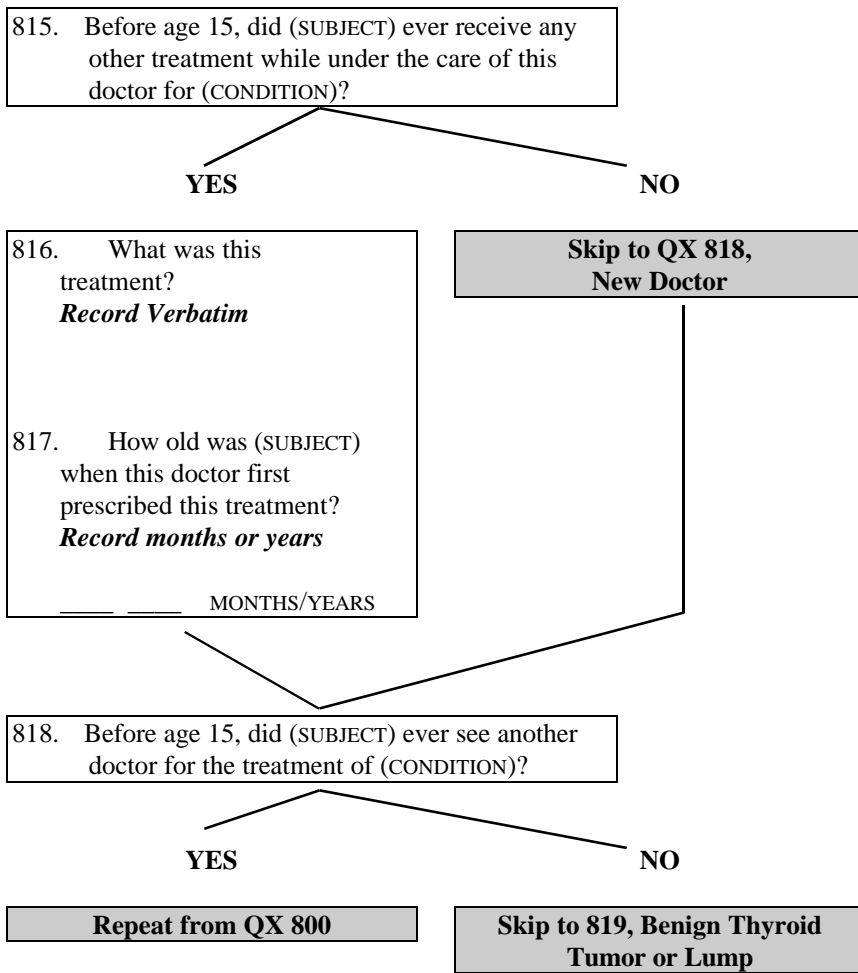 815. Before age 15, did (SUBJECT) ever receive any
other treatment while under the care of this
doctor for (CONDITION)?
YES
NO
816. What was this
treatment?
Record Verbatim
817. How old was (SUBJECT)
when this doctor first
prescribed this treatment?
Record months or years
____ ____ MONTHS/YEARS
Skip to QX 818,
New Doctor
818. Before age 15, did (SUBJECT) ever see another
doctor for the treatment of (CONDITION)?
YES
NO
Repeat from QX 800
Skip to 819, Benign Thyroid
Tumor or Lump